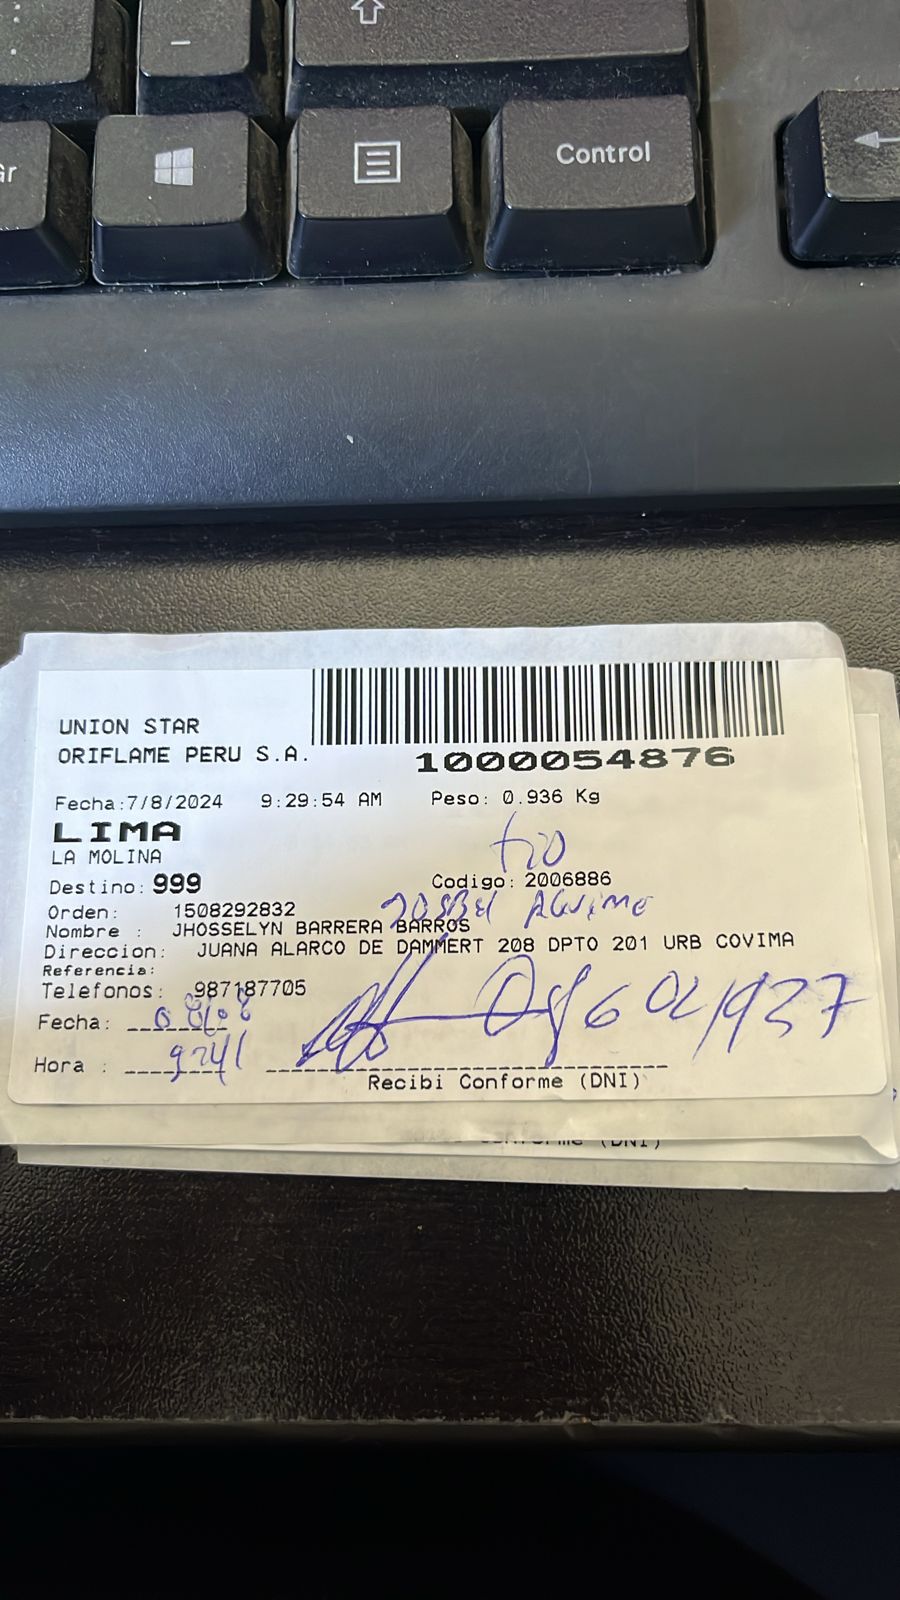 Control
UNION STAR
ORIFLAME PERU S.A.
1000054876
Fecha:7/8/2024 9:29:54 AM Peso: 0.936 Kg
LIMA
tio
LA MOLINA
Destino: 999 Codigo: 2006886
Orden: 1508292832
Nombre : JHOSSELYN BARRERA BARROS
Direccion: JUANA ALARCO DE DAMMERT 208 DPTO 201 URB COVIMA
Referencia:
Telefonos: 987187705
Fecha:
Hora :
Recibi Conforme (DNI)
(DNI)